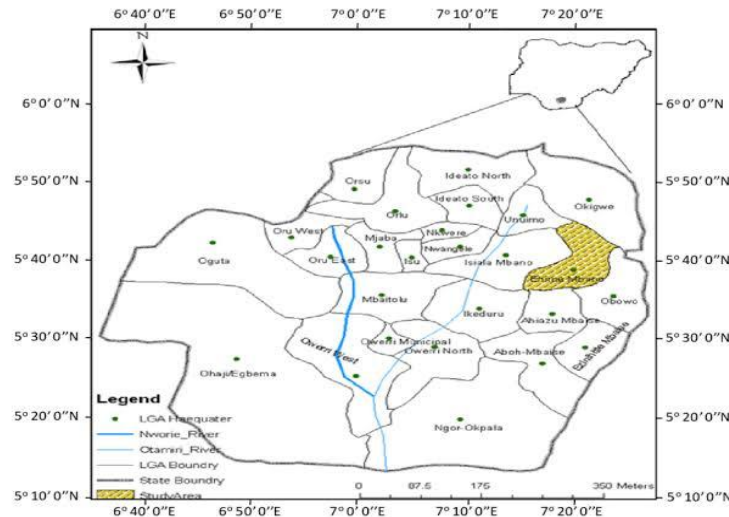 6°40'0"N 6°50'0"N 7°0'0"N 7°10'0"N 7°20'0"N
N
6°0'0"N 6°0'0"N
5°50'0"N 5°50'0"N
5°40'0"N 5°40'0"N
5°30'0"N 5°30'0"N
5°20'0"N 5°20'0"N
5°10'0"N 5°10'0"N
Ideato North
Orsu
Ideato South
Okigwe
Orlu
Unuimo
Oru West
Mjaba
Nkwere
Nwangele
Oguta
Oru East
Isu
Isiala Mbano
Ehime Mbano
Mbaitolu
Obowo
Ikeduru
Ahiazu Mbaise
Owerri Municipal
Owerri North
Owerri West
Aboh-Mbaise
Ezinihitte Mbaise
Ohaji/Egbema
Ngor-Okpala
Legend
LGA Haequater
Nworie_River
Otamiri_River
LGA Boundry
State Boundry
StudyArea
0 87.5 175 350 Meters
6°40'0"N 6°50'0"N 7°0'0"N 7°10'0"N 7°20'0"N